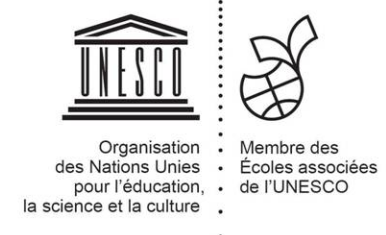 UNESCO
Organisation
des Nations Unies
pour l'éducation,
la science et la culture
Membre des
Écoles associées
de l'UNESCO